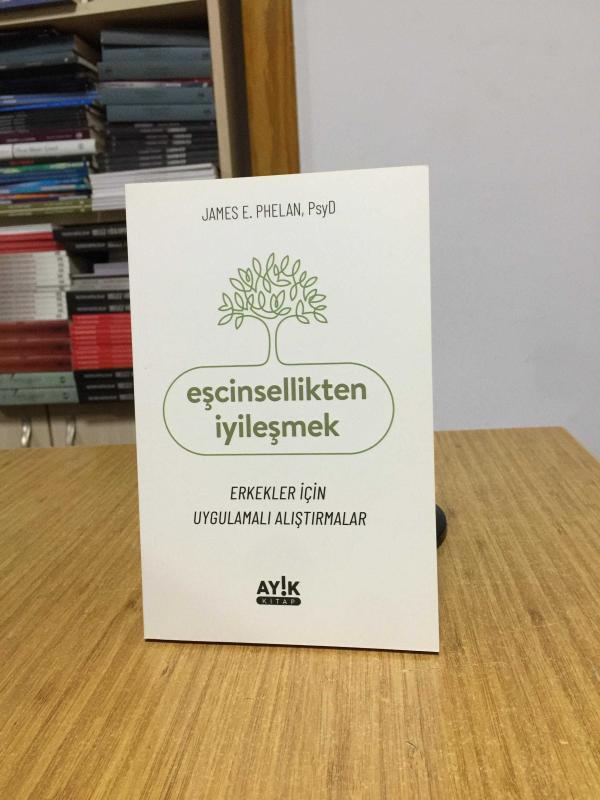 JAMES E. PHELAN, PsyD
eşcinsellikten
iyileşmek
ERKEKLER İÇİN
UYGULAMALI ALIŞTIRMALAR
AY!K
KİTAP